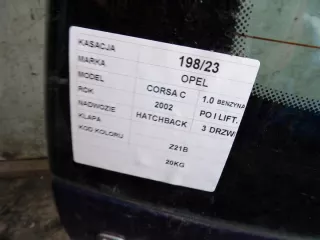 KASACJA 198/23
MARKA OPEL
MODEL CORSA C 1.0 BENZYNA
ROK 2002 PO I LIFT.
NADWOZIE HATCHBACK 3 DRZWI
KLAPA
KOD KOLORU Z21B
20KG